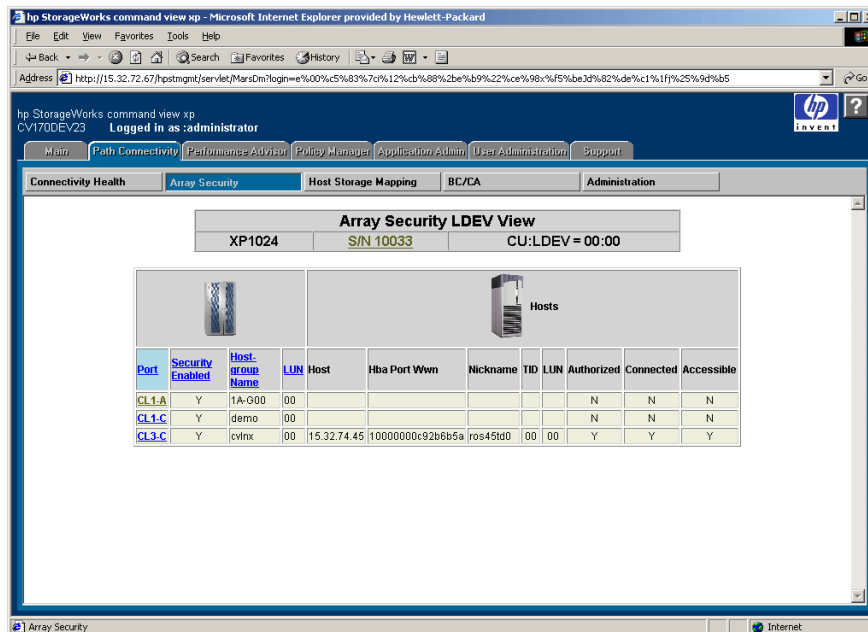 hp StorageWorks command view xp - Microsoft Internet Explorer provided by Hewlett-Packard
File Edit View Favorites Tools Help
Back Search Favorites History
Address http://15.32.72.67/hpstmgmt/servlet/MarsDm?login=e%00%c5%83%7ci%12%cb%88%2be%b9%22%ce%98x%f5%beJd%82%de%c1%1fj%25%9d%b5 Go
hp StorageWorks command view xp
CV170DEV23 Logged in as :administrator
hp invent ?
Main Path Connectivity Performance Advisor Policy Manager Application Admin User Administration Support
Connectivity Health Array Security Host Storage Mapping BC/CA Administration
Array Security LDEV View
XP1024 S/N 10033 CU:LDEV = 00:00
Hosts
Port Security Enabled Host-group Name LUN Host Hba Port Wwn Nickname TID LUN Authorized Connected Accessible
CL1-A Y 1A-G00 00 N N N
CL1-C Y demo 00 N N N
CL3-C Y cvlnx 00 15.32.74.45 10000000c92b6b5a ros45td0 00 00 Y Y Y
Array Security Internet